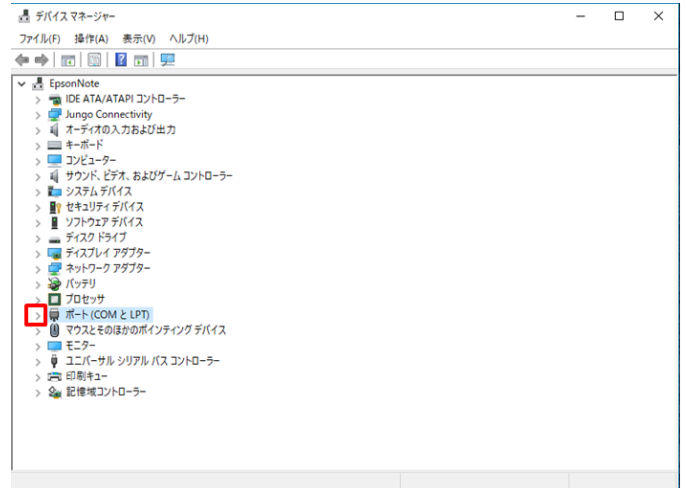 デバイス マネージャー
ファイル(F) 操作(A) 表示(V) ヘルプ(H)
EpsonNote
IDE ATA/ATAPI コントローラー
Jungo Connectivity
オーディオの入力および出力
キーボード
コンピューター
サウンド、ビデオ、およびゲーム コントローラー
システム デバイス
セキュリティ デバイス
ソフトウェア デバイス
ディスク ドライブ
ディスプレイ アダプター
ネットワーク アダプター
バッテリ
プロセッサ
ポート (COM と LPT)
マウスとそのほかのポインティング デバイス
モニター
ユニバーサル シリアル バス コントローラー
印刷キュー
記憶域コントローラー